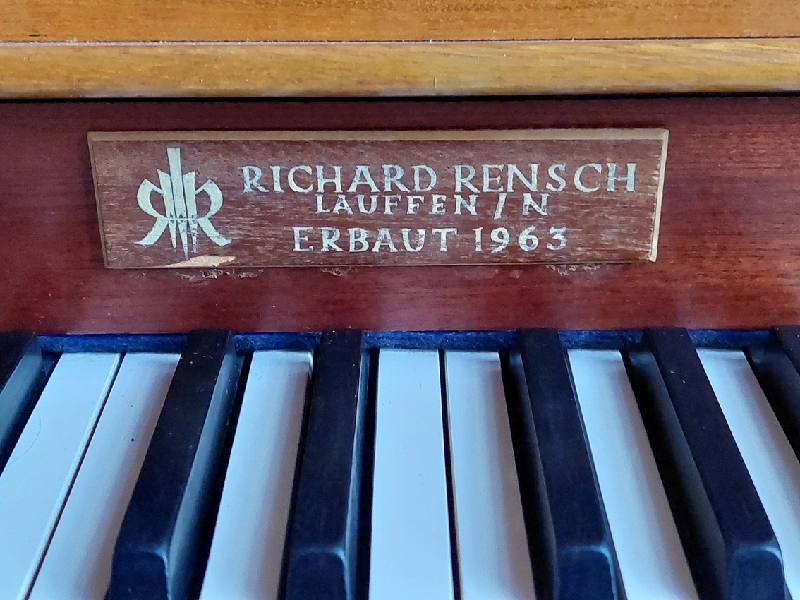 RICHARD RENSCH
LAUFFEN / N
ERBAUT 1963